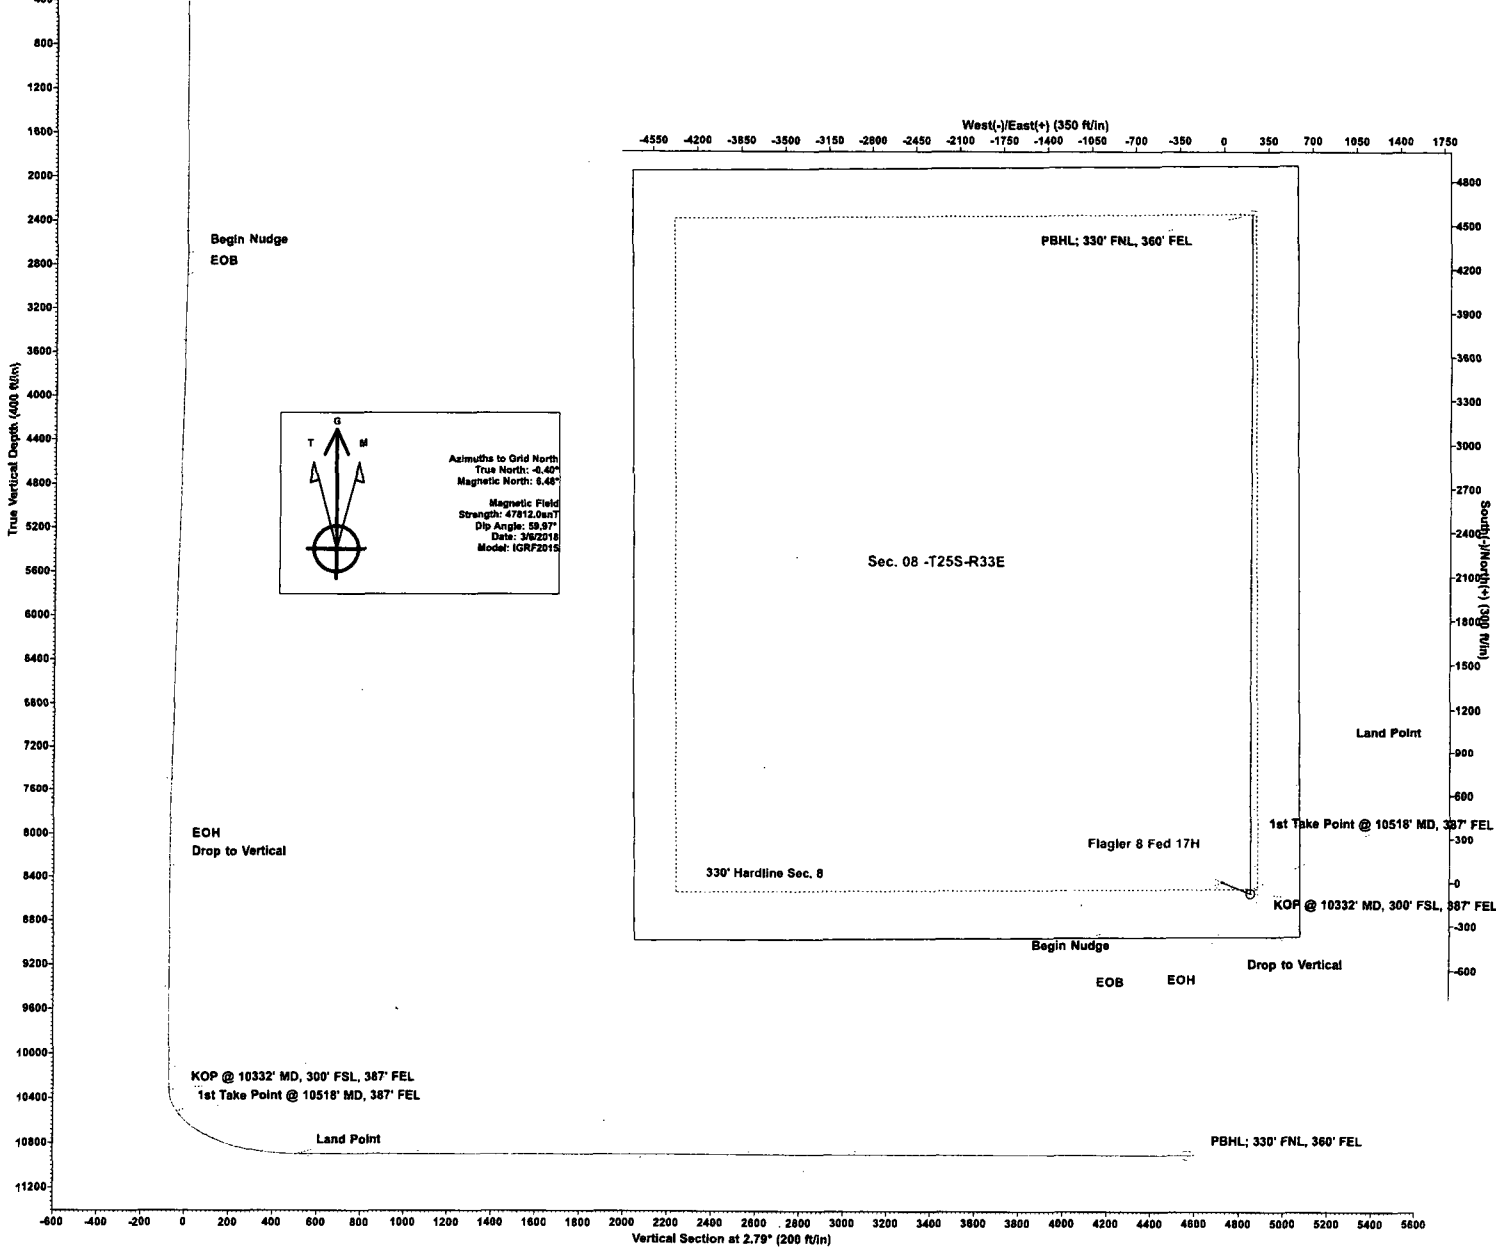 800
1200
1600
2000
2400
2800
3200
3600
4000
4400
4800
5200
5600
6000
6400
6800
7200
7600
8000
8400
8800
9200
9600
10000
10400
10800
11200
True Vertical Depth (400 ft/in)
Begin Nudge
EOB
EOH
Drop to Vertical
KOP @ 10332' MD, 300' FSL, 387' FEL
1st Take Point @ 10518' MD, 387' FEL
Land Point
PBHL; 330' FNL, 360' FEL
-600 -400 -200 0 200 400 600 800 1000 1200 1400 1600 1800 2000 2200 2400 2600 2800 3000 3200 3400 3600 3800 4000 4200 4400 4600 4800 5000 5200 5400 5600
Vertical Section at 2.79° (200 ft/in)
G
T M
Azimuths to Grid North
True North: -0.40°
Magnetic North: 6.48°
Magnetic Field
Strength: 47812.0snT
Dip Angle: 59.97°
Date: 3/6/2018
Model: IGRF2015
West(-)/East(+) (350 ft/in)
-4550 -4200 -3850 -3500 -3150 -2800 -2450 -2100 -1750 -1400 -1050 -700 -350 0 350 700 1050 1400 1750
PBHL; 330' FNL, 360' FEL
Sec. 08 -T25S-R33E
Land Point
1st Take Point @ 10518' MD, 387' FEL
Flagler 8 Fed 17H
330' Hardline Sec. 8
KOP @ 10332' MD, 300' FSL, 387' FEL
Begin Nudge
Drop to Vertical
EOB
EOH
4800
4500
4200
3900
3600
3300
3000
2700
2400
2100
1800
1500
1200
900
600
300
0
-300
-600
South(-)/North(+) (300 ft/in)